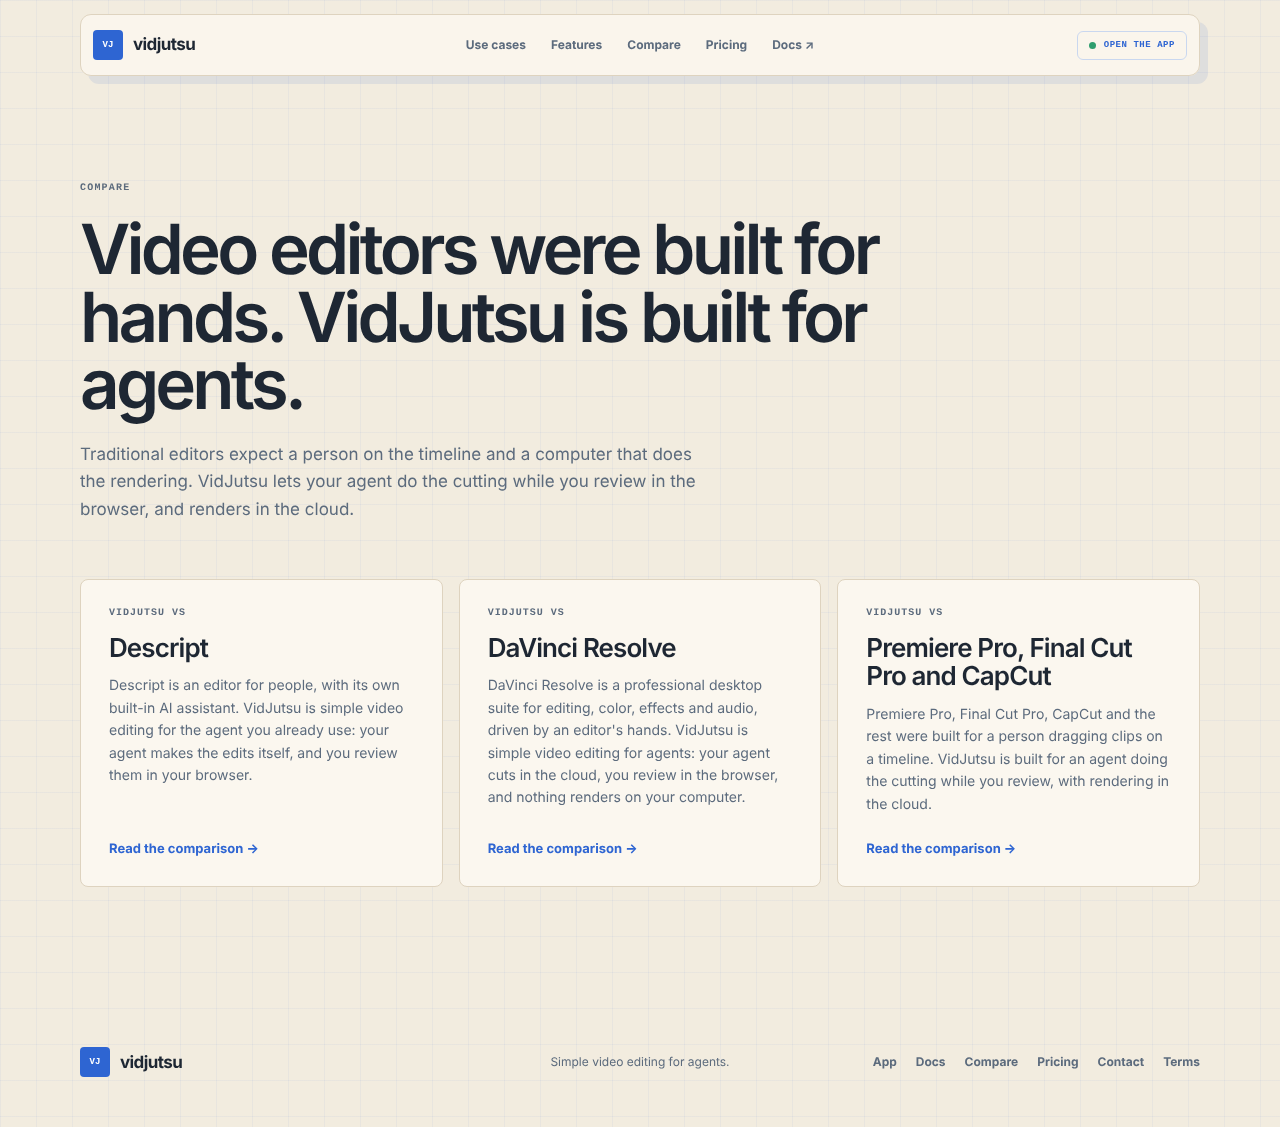 VJ vidjutsu Use cases Features Compare Pricing Docs ↗ OPEN THE APP
COMPARE
Video editors were built for
hands. VidJutsu is built for
agents.
Traditional editors expect a person on the timeline and a computer that does
the rendering. VidJutsu lets your agent do the cutting while you review in the
browser, and renders in the cloud.
VIDJUTSU VS
Descript
Descript is an editor for people, with its own
built-in AI assistant. VidJutsu is simple video
editing for the agent you already use: your
agent makes the edits itself, and you review
them in your browser.
Read the comparison →
VIDJUTSU VS
DaVinci Resolve
DaVinci Resolve is a professional desktop
suite for editing, color, effects and audio,
driven by an editor's hands. VidJutsu is
simple video editing for agents: your agent
cuts in the cloud, you review in the browser,
and nothing renders on your computer.
Read the comparison →
VIDJUTSU VS
Premiere Pro, Final Cut
Pro and CapCut
Premiere Pro, Final Cut Pro, CapCut and the
rest were built for a person dragging clips on
a timeline. VidJutsu is built for an agent doing
the cutting while you review, with rendering in
the cloud.
Read the comparison →
VJ vidjutsu Simple video editing for agents. App Docs Compare Pricing Contact Terms